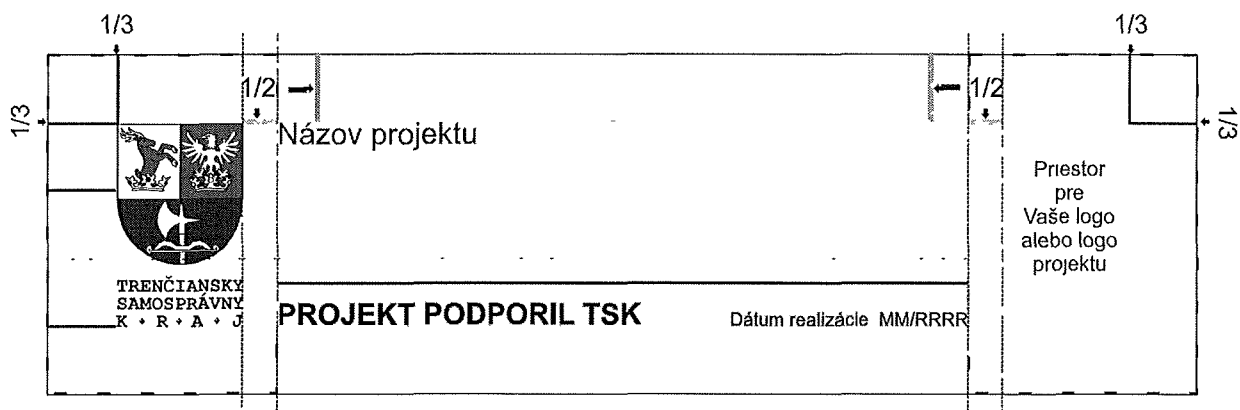 1/3
1/3
1/2
1/2
1/3
Názov projektu
1/3
Priestor
pre
Vaše logo
alebo logo
projektu
TRENČIANSKY
SAMOSPRÁVNY
K • R • A • J
PROJEKT PODPORIL TSK
Dátum realizácie MM/RRRR